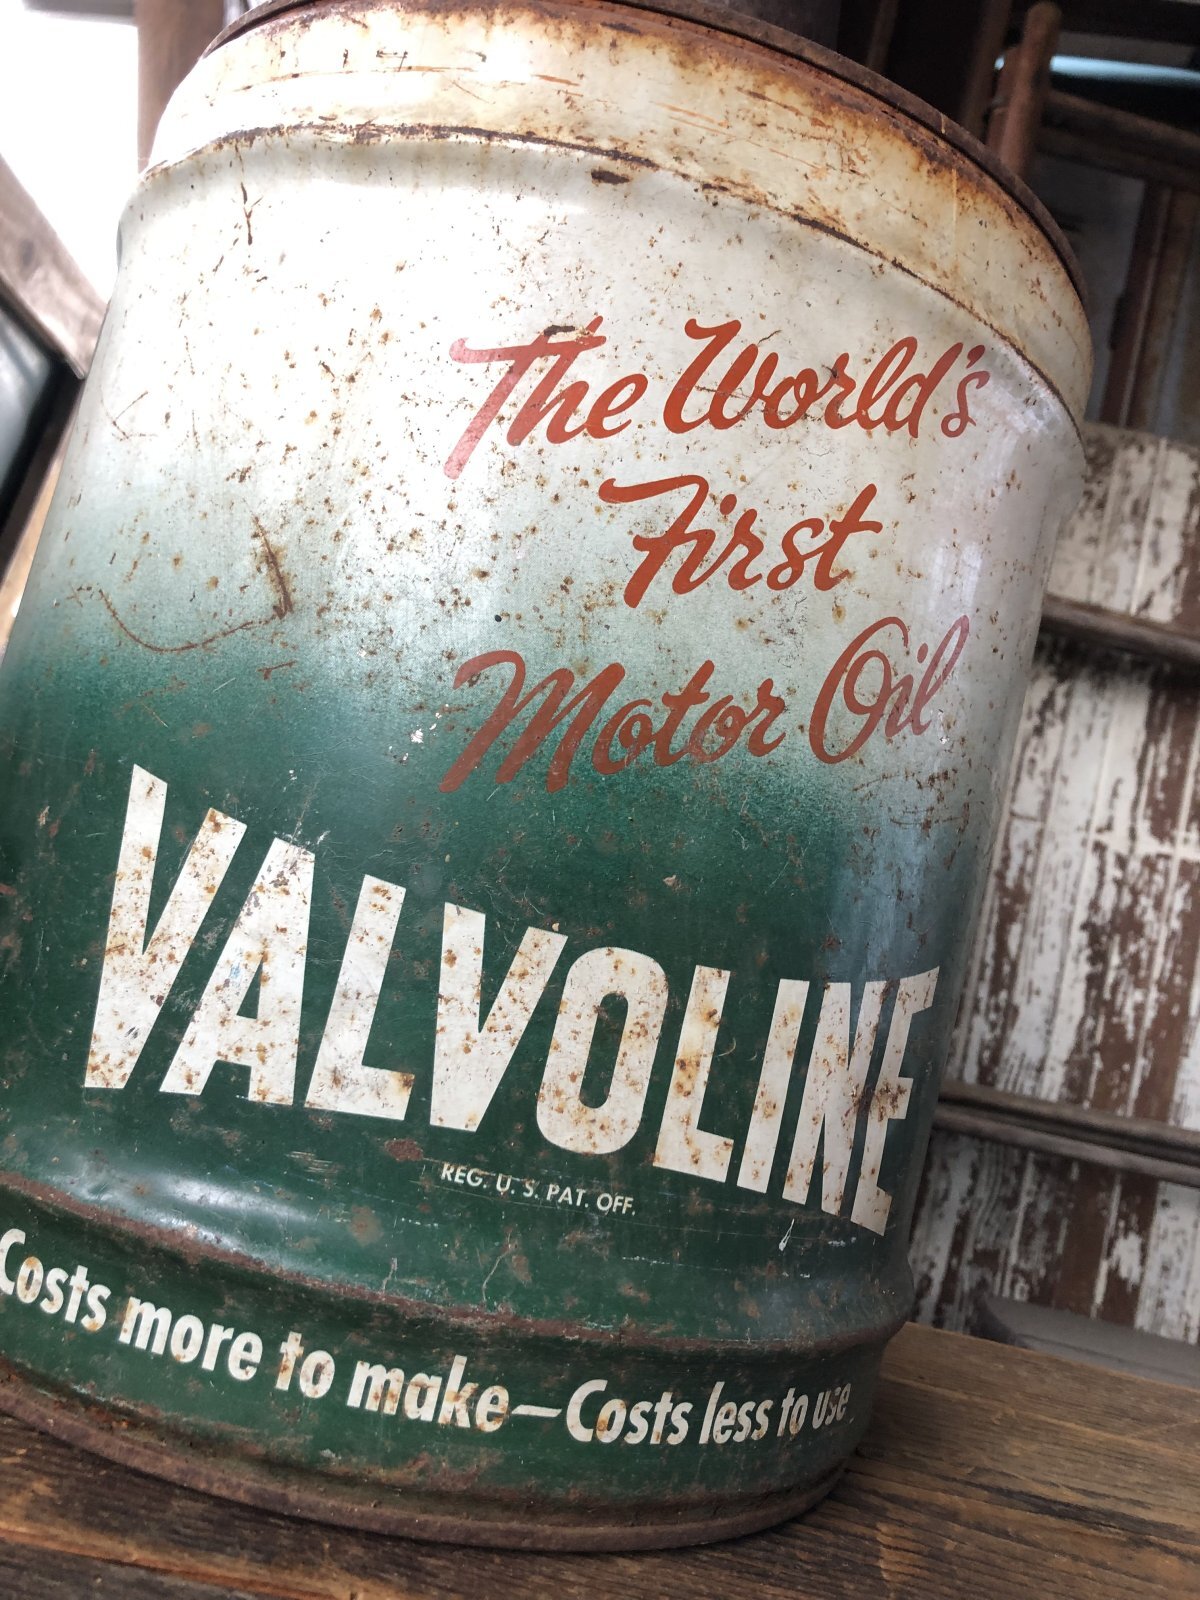 The World's
First
Motor Oil
VALVOLINE
REG. U. S. PAT. OFF.
Costs more to make—Costs less to use